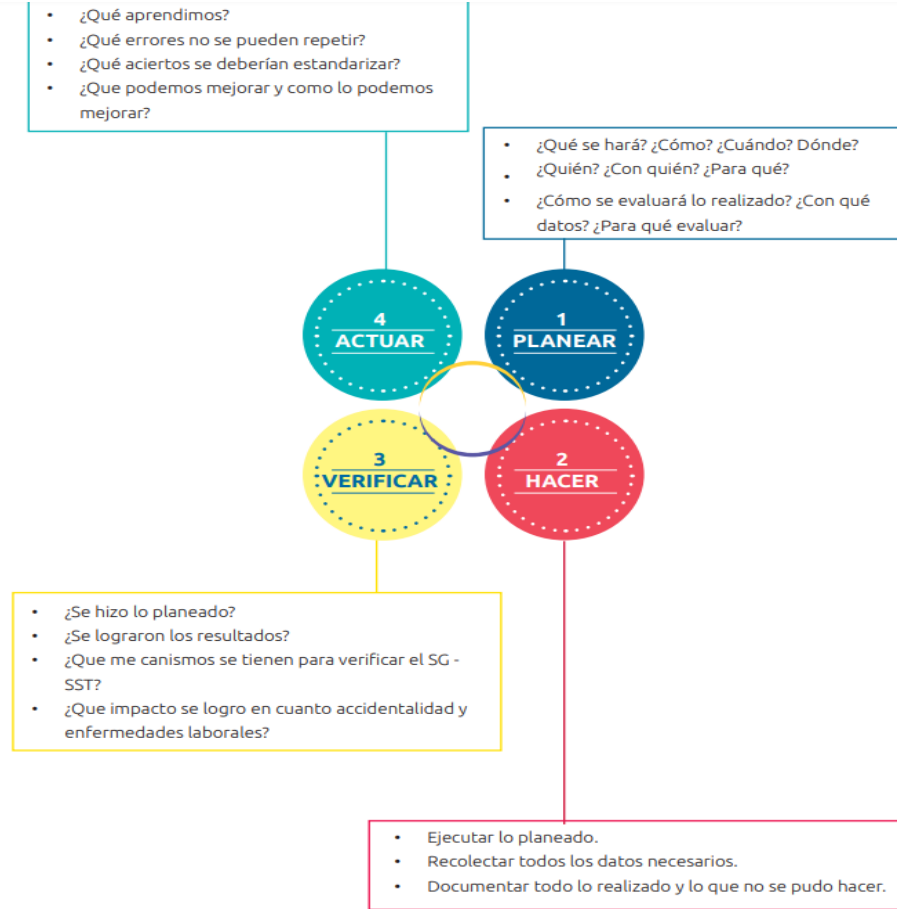 • ¿Qué aprendimos?
• ¿Qué errores no se pueden repetir?
• ¿Qué aciertos se deberían estandarizar?
• ¿Que podemos mejorar y como lo podemos
mejorar?
• ¿Qué se hará? ¿Cómo? ¿Cuándo? Dónde?
• ¿Quién? ¿Con quién? ¿Para qué?
• ¿Cómo se evaluará lo realizado? ¿Con qué
datos? ¿Para qué evaluar?
4
ACTUAR
1
PLANEAR
3
VERIFICAR
2
HACER
• ¿Se hizo lo planeado?
• ¿Se lograron los resultados?
• ¿Que me canismos se tienen para verificar el SG -
SST?
• ¿Que impacto se logro en cuanto accidentalidad y
enfermedades laborales?
• Ejecutar lo planeado.
• Recolectar todos los datos necesarios.
• Documentar todo lo realizado y lo que no se pudo hacer.